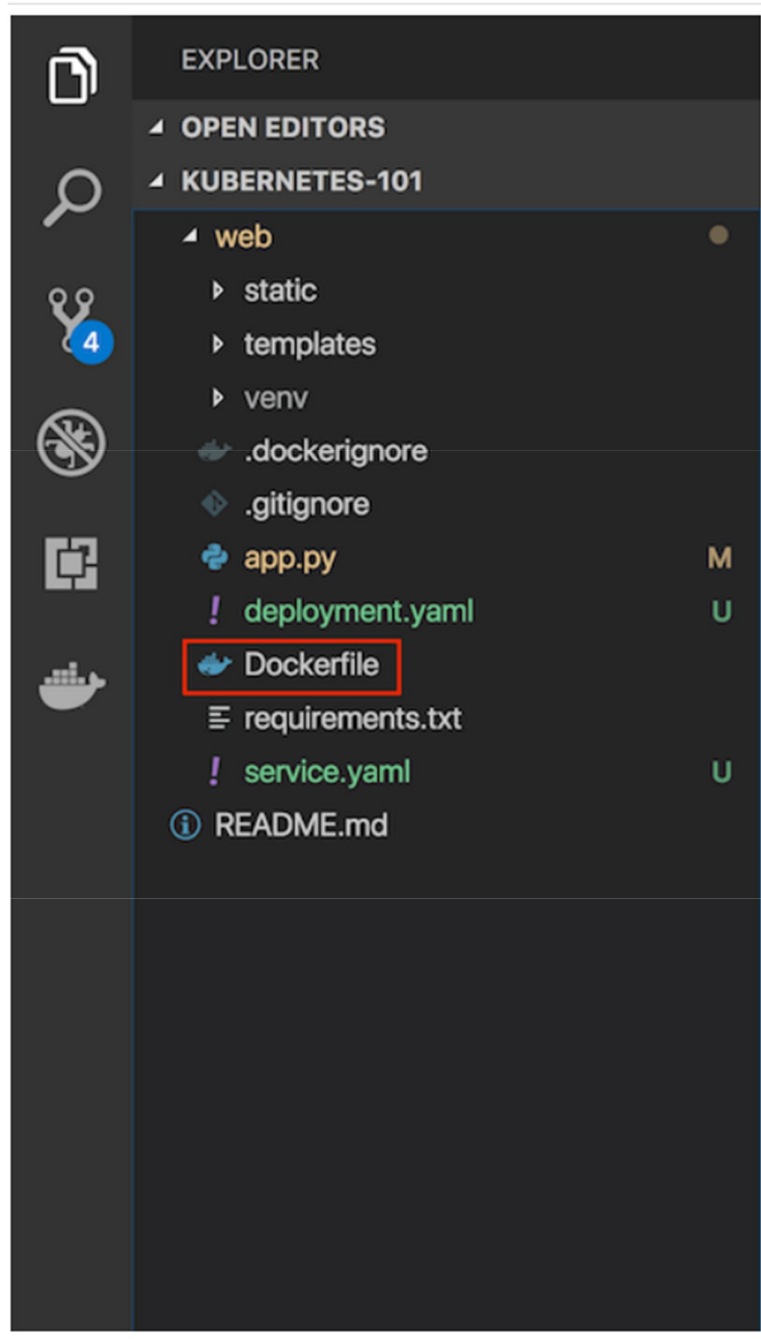 EXPLORER
OPEN EDITORS
KUBERNETES-101
web
static
templates
4
venv
.dockerignore
.gitignore
app.py M
deployment.yaml U
Dockerfile
requirements.txt
service.yaml U
README.md